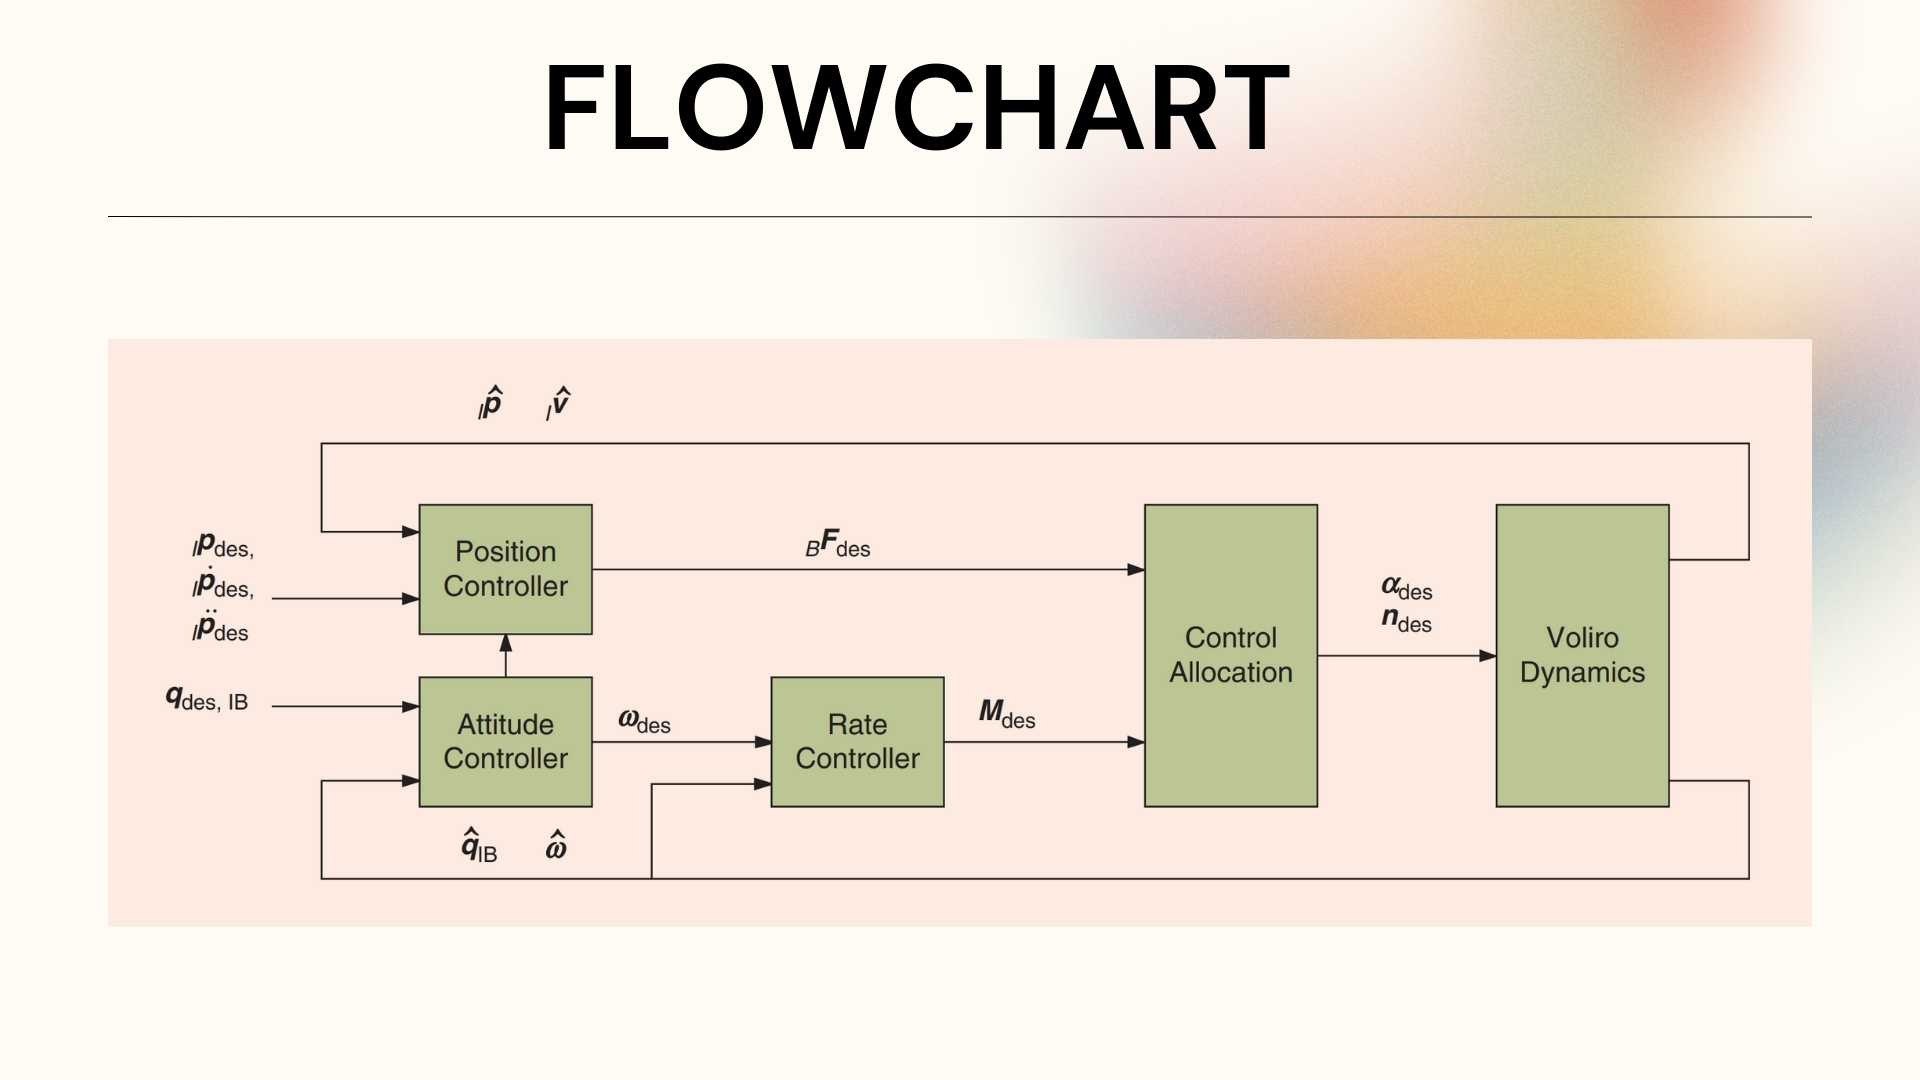 FLOWCHART
Ip̂ Iv̂
Position
Controller
Ipdes,
Iṗdes,
Ip̈des
BFdes
Control
Allocation
αdes
ndes
Voliro
Dynamics
qdes, IB
Attitude
Controller
ωdes
Rate
Controller
Mdes
q̂IB ω̂